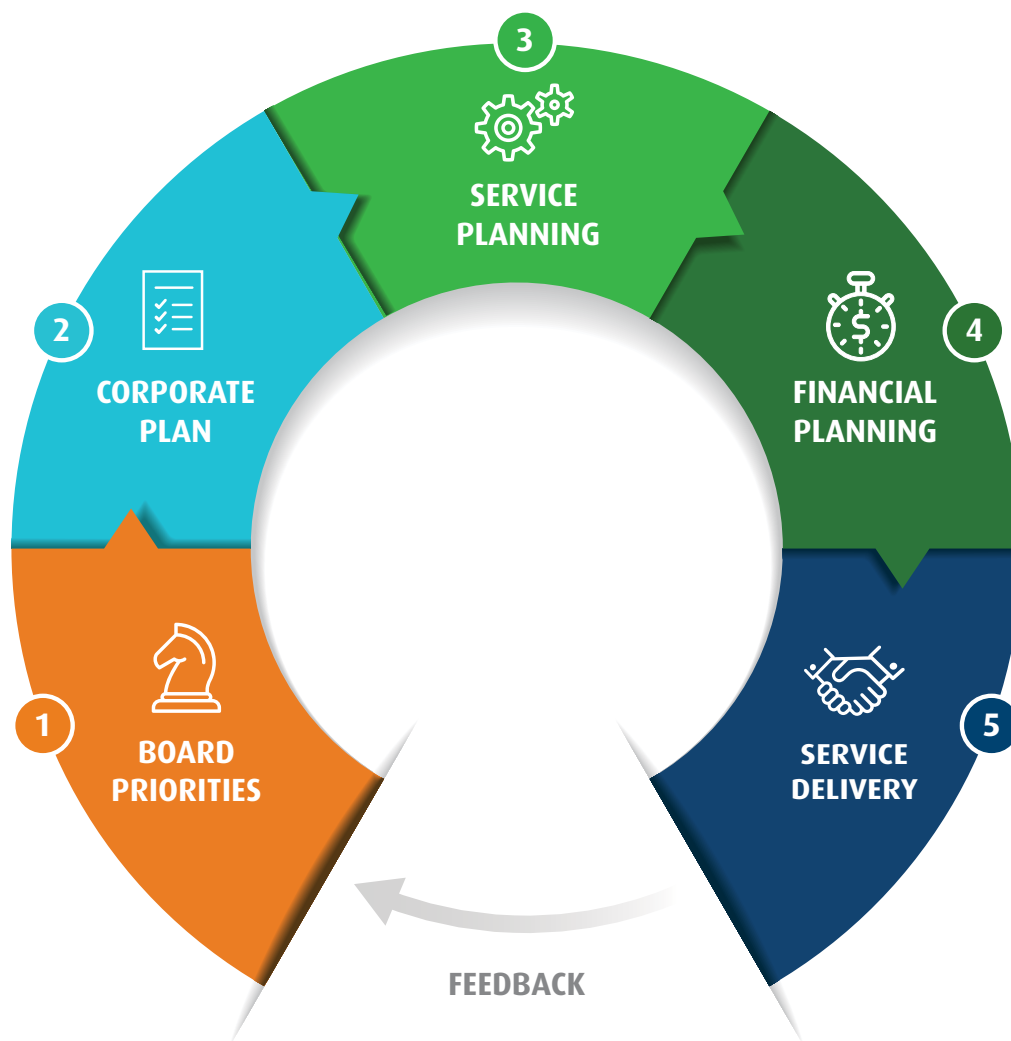 1
BOARD
PRIORITIES
2
CORPORATE
PLAN
3
SERVICE
PLANNING
4
FINANCIAL
PLANNING
$
5
SERVICE
DELIVERY
FEEDBACK